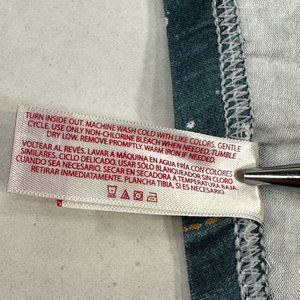 TURN INSIDE OUT. MACHINE WASH COLD WITH LIKE COLORS. GENTLE
CYCLE. USE ONLY NON-CHLORINE BLEACH WHEN NEEDED. TUMBLE
DRY LOW. REMOVE PROMPTLY. WARM IRON IF NEEDED.
VOLTEAR AL REVÉS. LAVAR A MÁQUINA EN AGUA FRÍA CON COLORES
SIMILARES. CICLO DELICADO. USAR SÓLO BLANQUEADOR SIN CLORO
CUANDO SEA NECESARIO. SECAR EN SECADORA A TEMPERATURA BAJA.
RETIRAR INMEDIATAMENTE. PLANCHA TIBIA, SI ES NECESARIO.